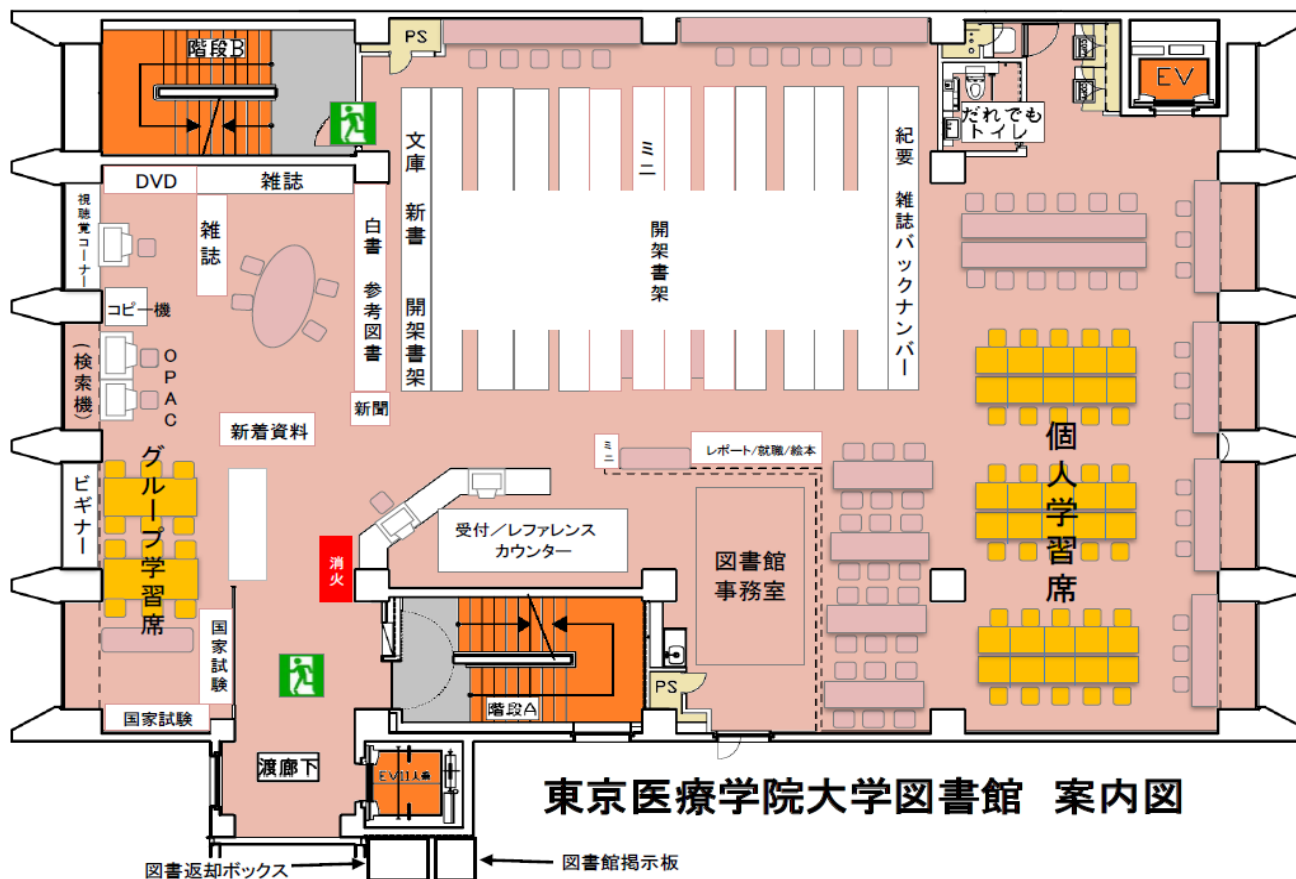 階段B
PS
EV
だれでも
トイレ
DVD
雑誌
視聴覚コーナー
雑誌
白書 参考図書
文庫 新書 開架書架
ミニ
開架書架
紀要 雑誌バックナンバー
コピー機
(検索機)
OPAC
新聞
新着資料
ミニ
レポート/就職/絵本
グループ学習席
個人学習席
ビギナー
受付/レファレンス
カウンター
消火
図書館
事務室
国家試験
国家試験
階段A
PS
渡廊下
EV11人乗
東京医療学院大学図書館 案内図
図書返却ボックス
図書館掲示板